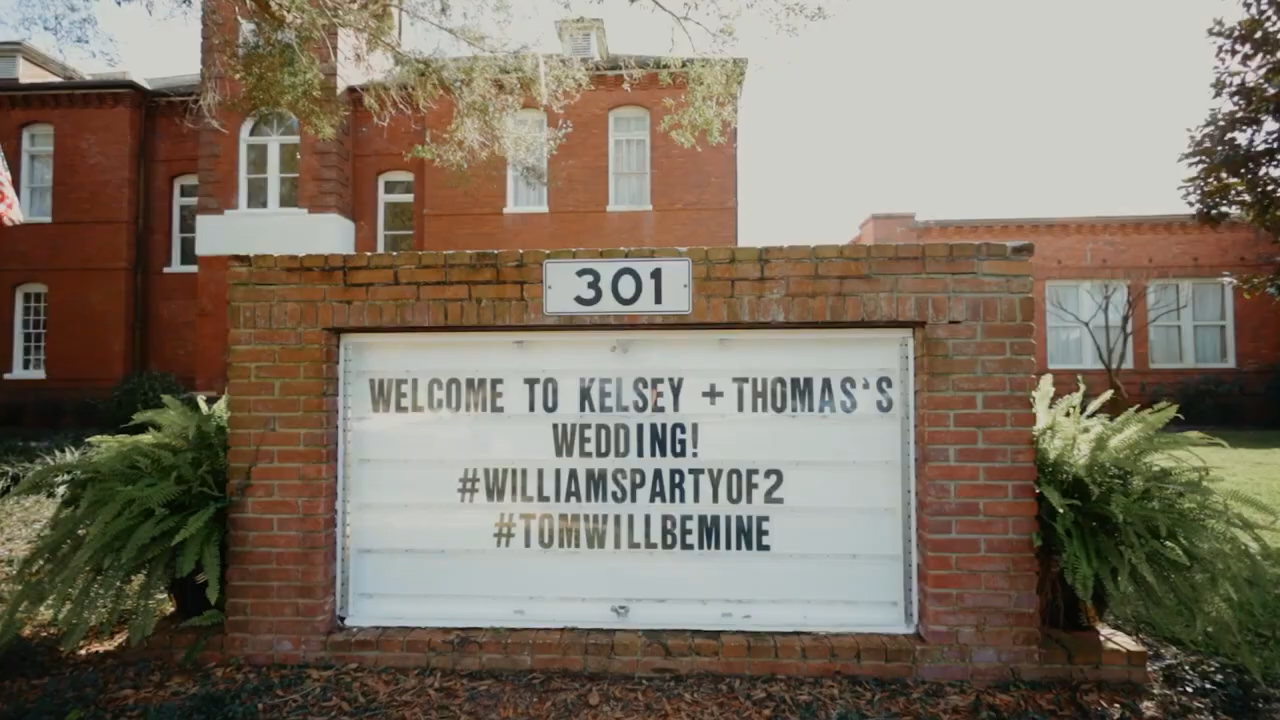 301
WELCOME TO KELSEY + THOMAS'S
WEDDING!
#WILLIAMSPARTYOF2
#TOMWILLBEMINE